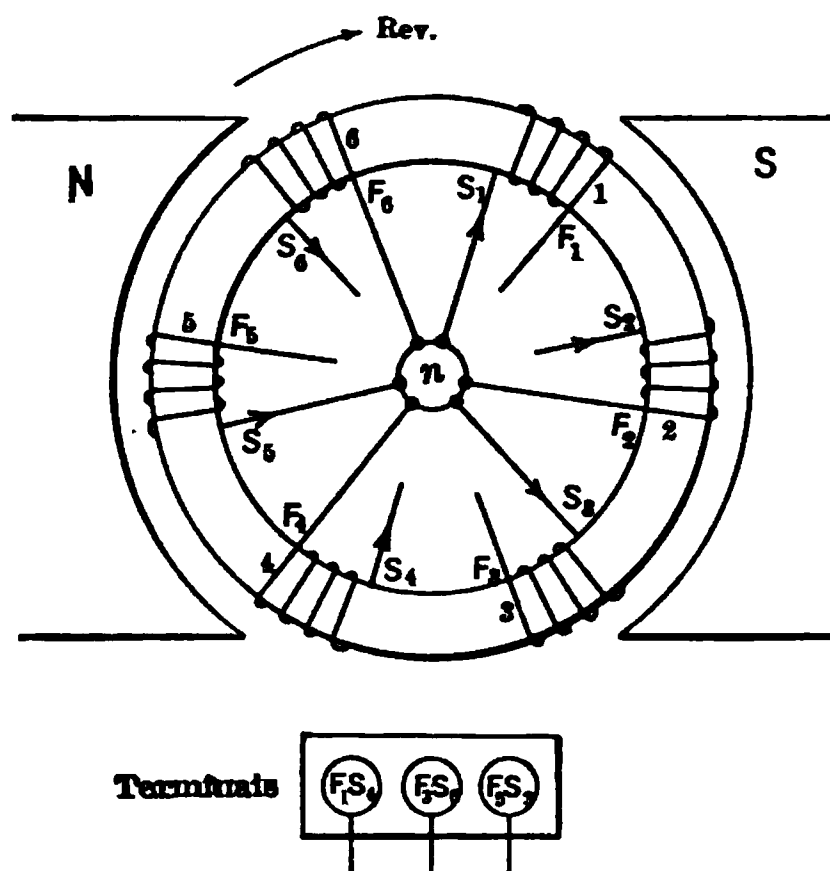 Rev.
N
S
6
1
F₆
S₁
F₁
S₆
5
F₅
S₂
n
S₅
F₂
2
S₃
F₄
4
S₄
F₃
3
Terminals
F₁S₄ F₃S₆ F₅S₂